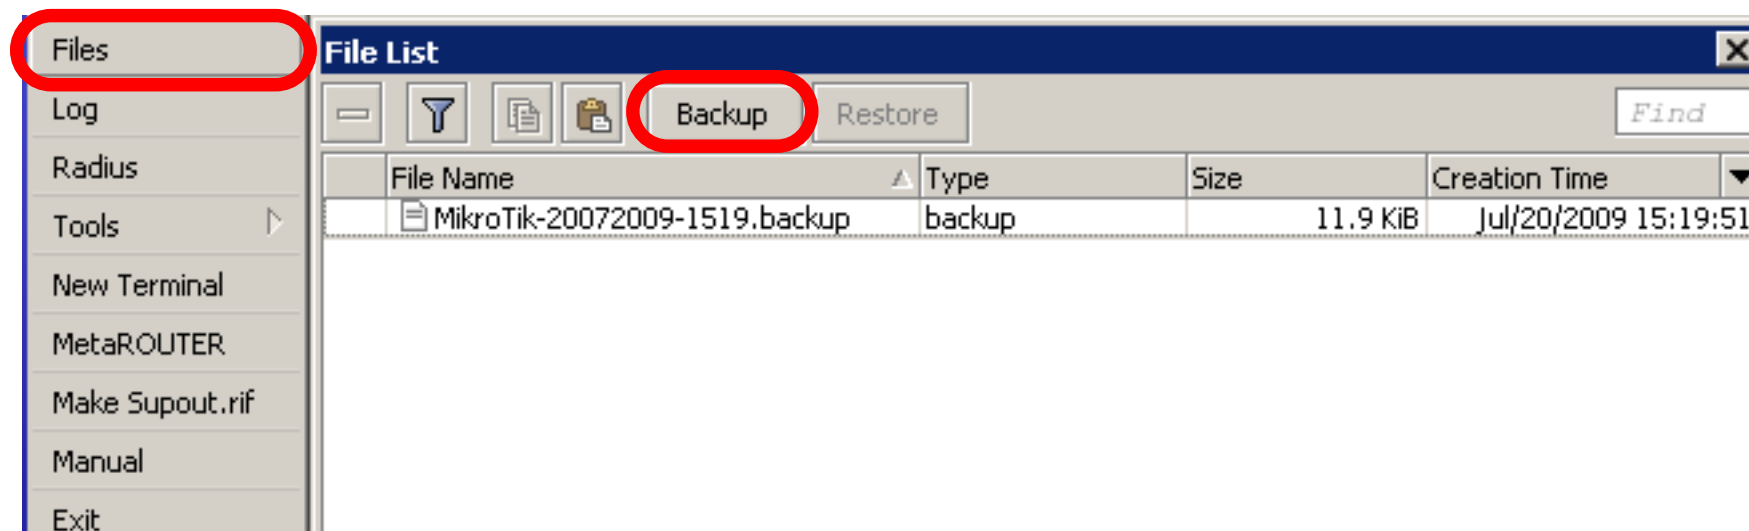 Files
Log
Radius
Tools
New Terminal
MetaROUTER
Make Supout.rif
Manual
Exit
File List
Backup Restore Find
File Name Type Size Creation Time
MikroTik-20072009-1519.backup backup 11.9 KiB Jul/20/2009 15:19:51